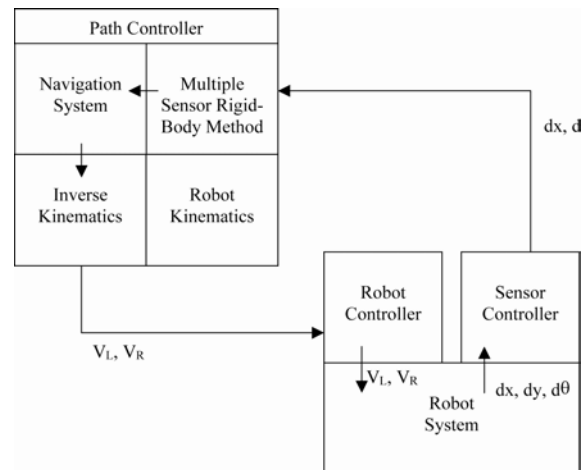 Path Controller
Navigation
System
Multiple
Sensor Rigid-
Body Method
Inverse
Kinematics
Robot
Kinematics
dx, d
Robot
Controller
Sensor
Controller
VL, VR
VL, VR
dx, dy, dθ
Robot
System